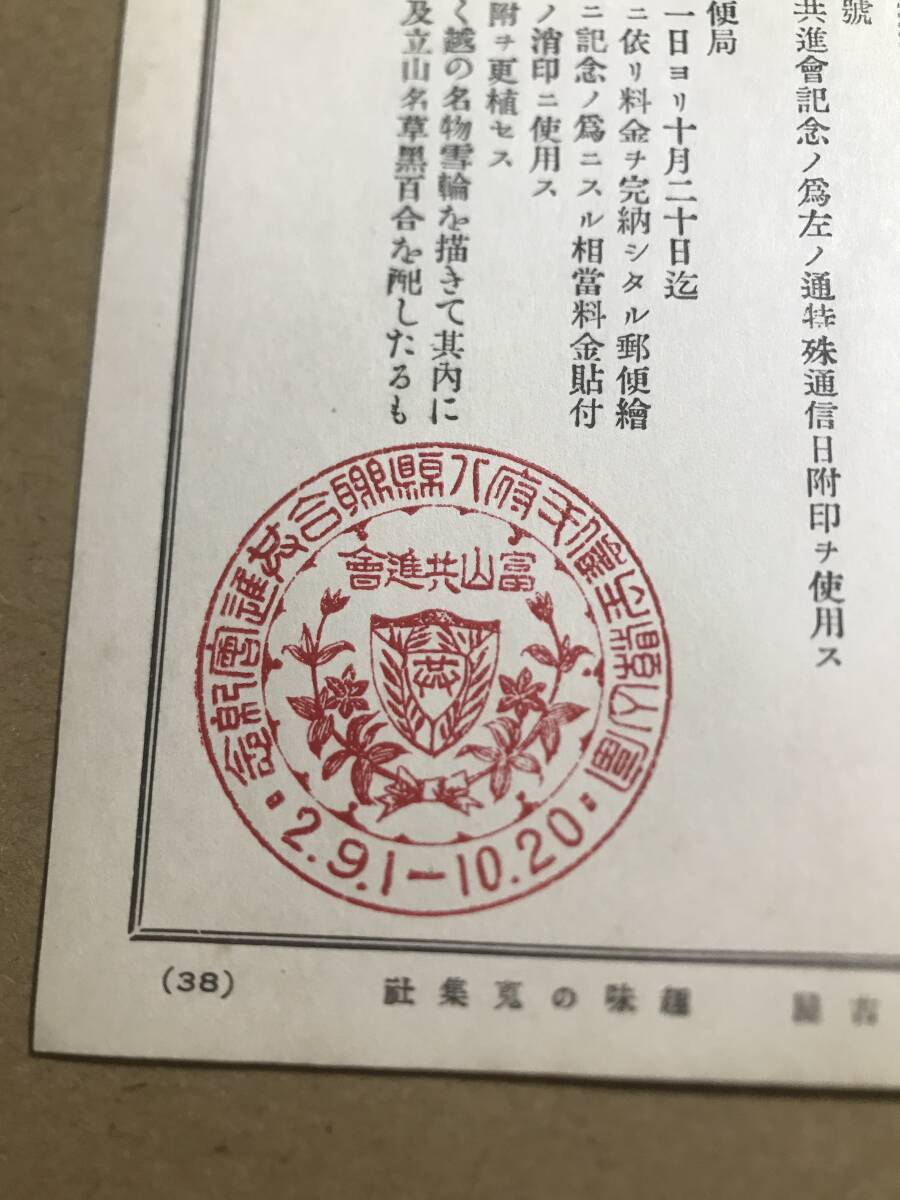 號
共進會記念ノ爲左ノ通特殊通信日附印ヲ使用ス
便局
一日ヨリ十月二十日迄
ニ依リ料金ヲ完納シタル郵便繪
ニ記念ノ爲ニスル相當料金貼付
ノ消印ニ使用ス
附ヲ更植セス
く越の名物雪輪を描きて其內に
及立山名草黑百合を配したるも
富山縣主催府八縣聯合共進會記念
富山共進會
共
2.9.1－10.20
趣味の蒐集社
(38)